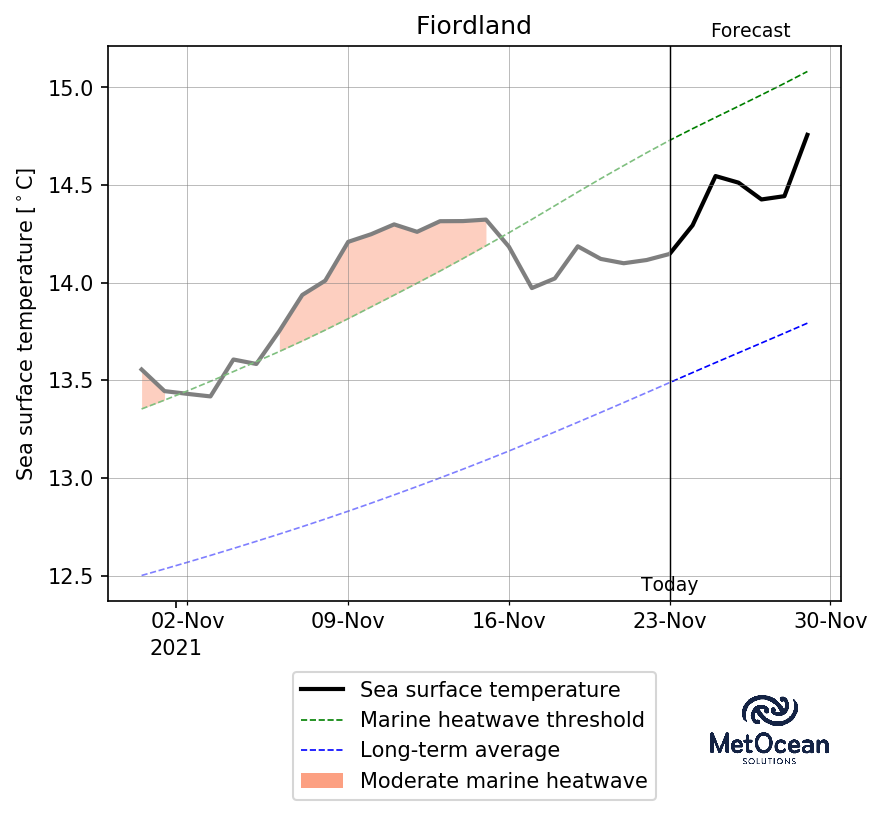 Fiordland
Forecast
15.0
14.5
14.0
13.5
13.0
12.5
Sea surface temperature [°C]
Today
02-Nov 09-Nov 16-Nov 23-Nov 30-Nov
2021
Sea surface temperature
Marine heatwave threshold
Long-term average
Moderate marine heatwave
MetOcean
SOLUTIONS